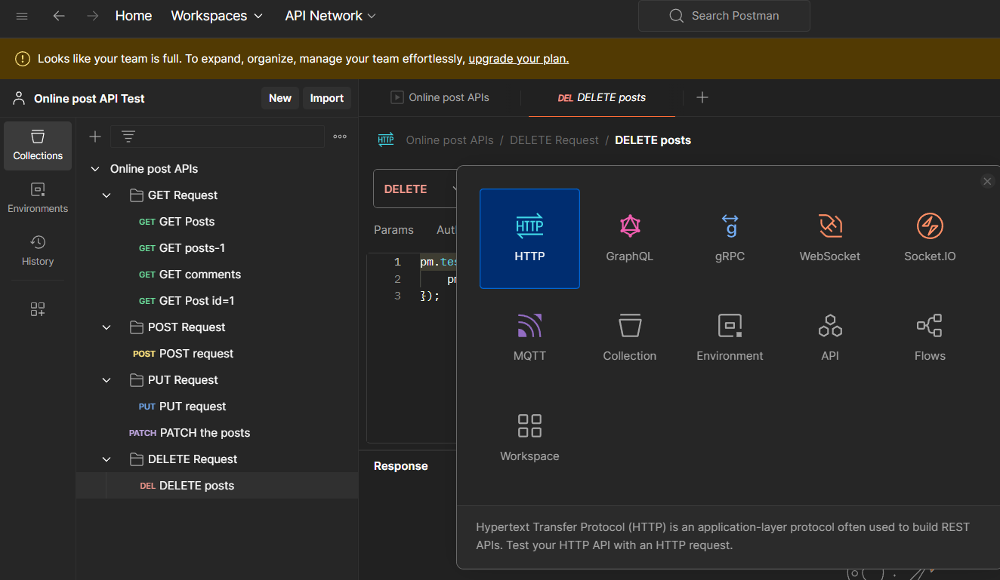 Home Workspaces API Network Search Postman
Looks like your team is full. To expand, organize, manage your team effortlessly, upgrade your plan.
Online post API Test New Import
Online post APIs DEL DELETE posts
Collections
Environments
History
Online post APIs
GET Request
GET GET Posts
GET GET posts-1
GET GET comments
GET GET Post id=1
POST Request
POST POST request
PUT Request
PUT PUT request
PATCH PATCH the posts
DELETE Request
DEL DELETE posts
HTTP Online post APIs / DELETE Request / DELETE posts
DELETE
Params Aut
1 pm.tes
2 pm
3 });
Response
HTTP
HTTP GraphQL gRPC WebSocket Socket.IO
MQTT Collection Environment API Flows
Workspace
Hypertext Transfer Protocol (HTTP) is an application-layer protocol often used to build REST
APIs. Test your HTTP API with an HTTP request.